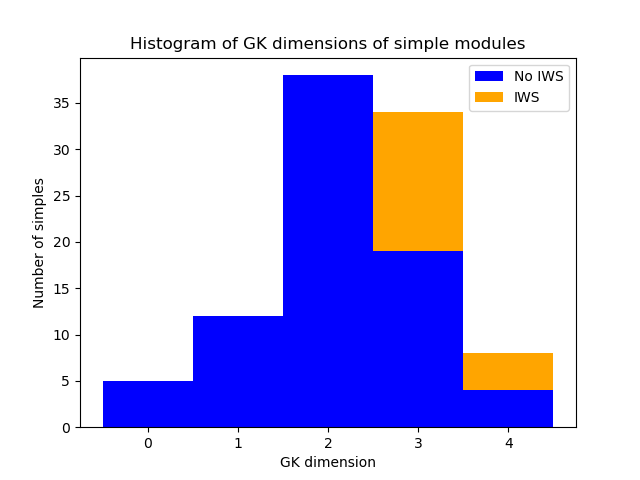 Histogram of GK dimensions of simple modules
No IWS
IWS
Number of simples
35
30
25
20
15
10
5
0
0 1 2 3 4
GK dimension